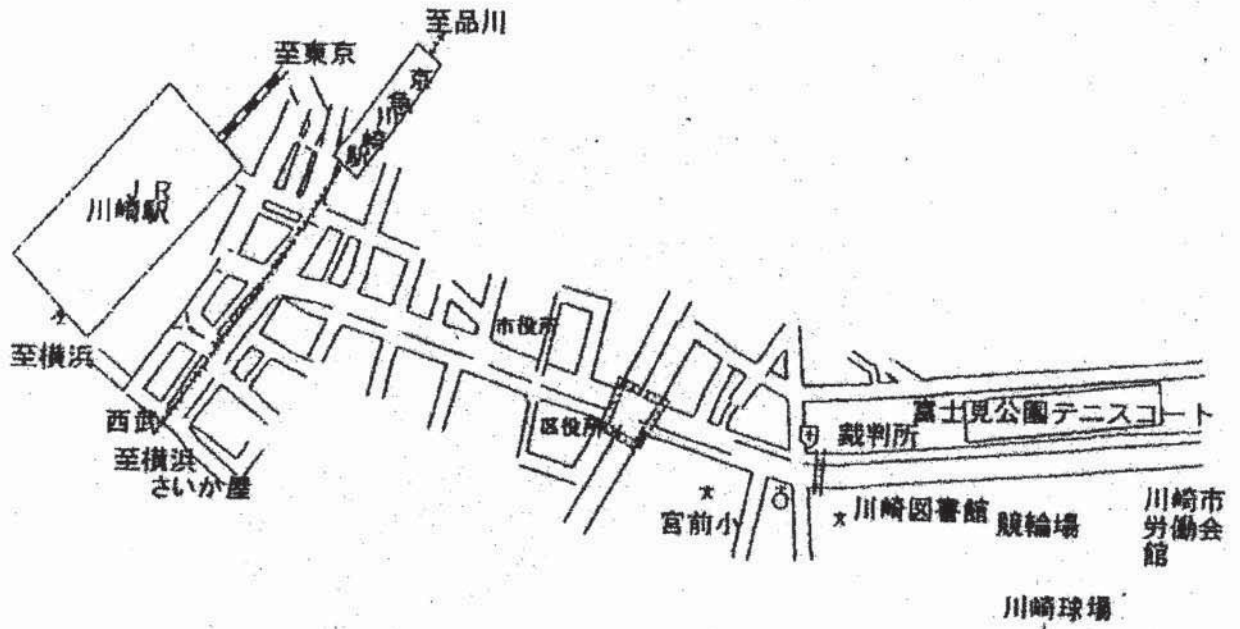 至品川
至東京
京急川崎駅
JR
川崎駅
至横浜
市役所
西武
区役所
富士見公園テニスコート
裁判所
至横浜
さいか屋
宮前小
川崎図書館
競輪場
川崎市
労働会
館
川崎球場